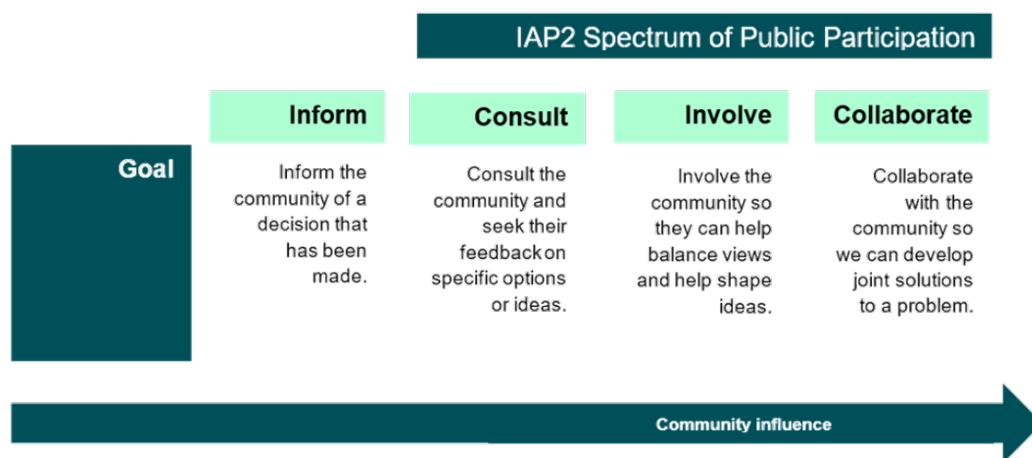 IAP2 Spectrum of Public Participation
Inform
Consult
Involve
Collaborate
Goal
Inform the
community of a
decision that
has been
made.
Consult the
community and
seek their
feedback on
specific options
or ideas.
Involve the
community so
they can help
balance views
and help shape
ideas.
Collaborate
with the
community so
we can develop
joint solutions
to a problem.
Community influence